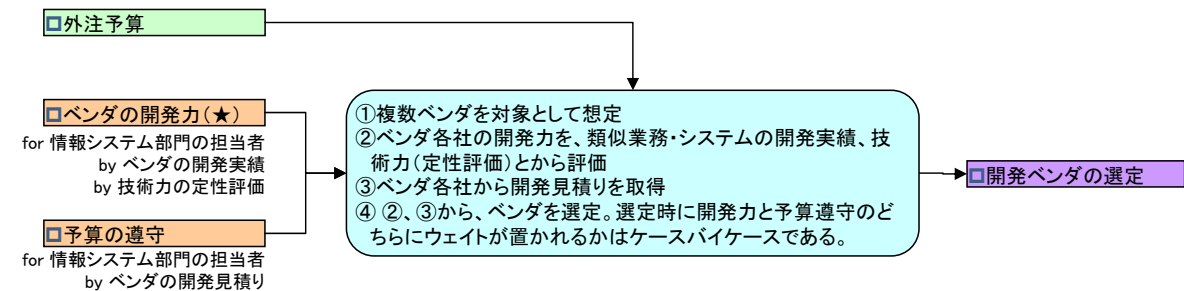 □外注予算
□ベンダの開発力(★)
for 情報システム部門の担当者
by ベンダの開発実績
by 技術力の定性評価
□予算の遵守
for 情報システム部門の担当者
by ベンダの開発見積り
①複数ベンダを対象として想定
②ベンダ各社の開発力を、類似業務・システムの開発実績、技
術力(定性評価)とから評価
③ベンダ各社から開発見積りを取得
④ ②、③から、ベンダを選定。選定時に開発力と予算遵守のど
ちらにウェイトが置かれるかはケースバイケースである。
□開発ベンダの選定